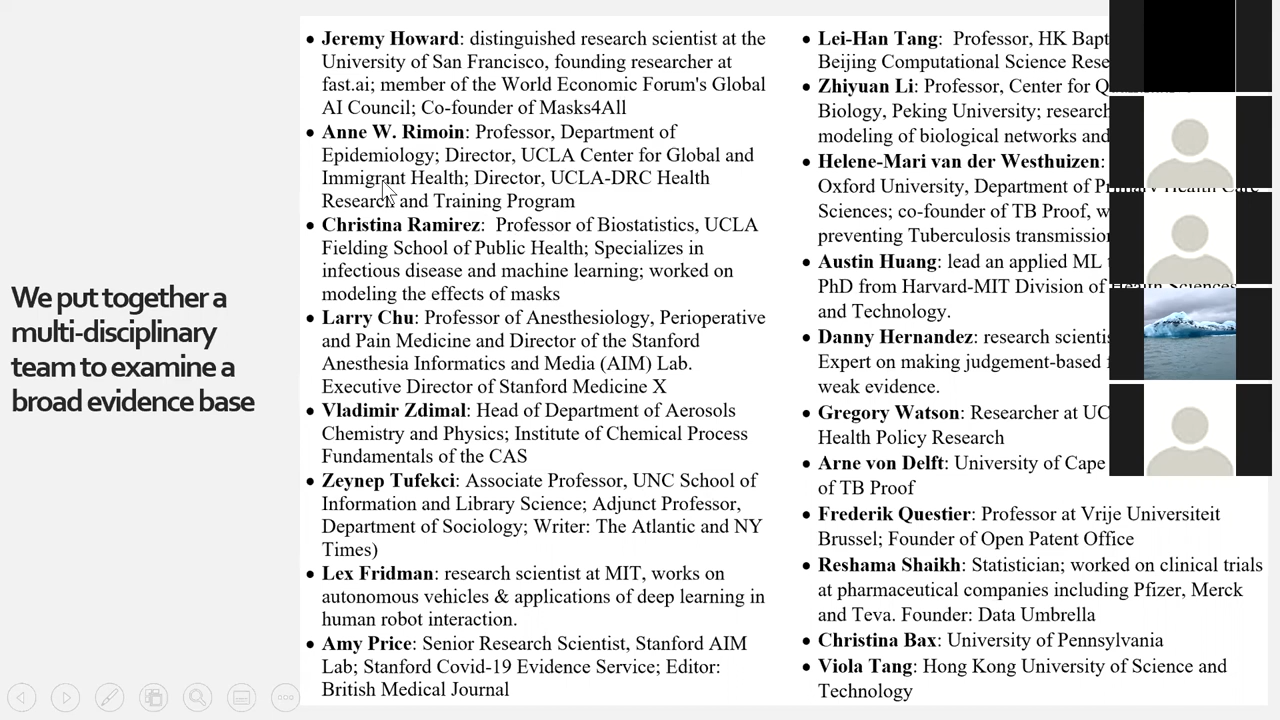 We put together a
multi-disciplinary
team to examine a
broad evidence base
• Jeremy Howard: distinguished research scientist at the
University of San Francisco, founding researcher at
fast.ai; member of the World Economic Forum's Global
AI Council; Co-founder of Masks4All
• Anne W. Rimoin: Professor, Department of
Epidemiology; Director, UCLA Center for Global and
Immigrant Health; Director, UCLA-DRC Health
Research and Training Program
• Christina Ramirez: Professor of Biostatistics, UCLA
Fielding School of Public Health; Specializes in
infectious disease and machine learning; worked on
modeling the effects of masks
• Larry Chu: Professor of Anesthesiology, Perioperative
and Pain Medicine and Director of the Stanford
Anesthesia Informatics and Media (AIM) Lab.
Executive Director of Stanford Medicine X
• Vladimir Zdimal: Head of Department of Aerosols
Chemistry and Physics; Institute of Chemical Process
Fundamentals of the CAS
• Zeynep Tufekci: Associate Professor, UNC School of
Information and Library Science; Adjunct Professor,
Department of Sociology; Writer: The Atlantic and NY
Times)
• Lex Fridman: research scientist at MIT, works on
autonomous vehicles & applications of deep learning in
human robot interaction.
• Amy Price: Senior Research Scientist, Stanford AIM
Lab; Stanford Covid-19 Evidence Service; Editor:
British Medical Journal
• Lei-Han Tang: Professor, HK
Beijing Computational Science
• Zhiyuan Li: Professor, Center for
Biology, Peking University;
modeling of biological networks and
• Helene-Mari van der Westhuizen:
Oxford University, Department of Primary Health Care
Sciences; co-founder of TB Proof,
preventing Tuberculosis
• Austin Huang: lead an applied ML
PhD from Harvard-MIT Division of Health Sciences
and Technology.
• Danny Hernandez: research
Expert on making judgement-based
weak evidence.
• Gregory Watson: Researcher at
Health Policy Research
• Arne von Delft: University of Cape
of TB Proof
• Frederik Questier: Professor at Vrije Universiteit
Brussel; Founder of Open Patent Office
• Reshama Shaikh: Statistician; worked on clinical trials
at pharmaceutical companies including Pfizer, Merck
and Teva. Founder: Data Umbrella
• Christina Bax: University of Pennsylvania
• Viola Tang: Hong Kong University of Science and
Technology